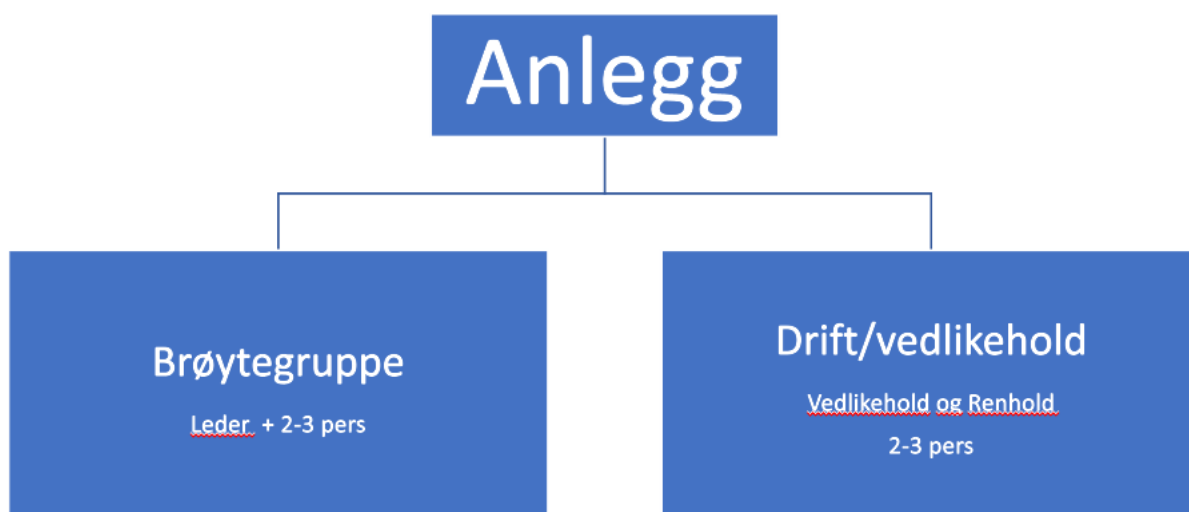 Anlegg
Brøytegruppe
Leder + 2-3 pers
Drift/vedlikehold
Vedlikehold og Renhold
2-3 pers